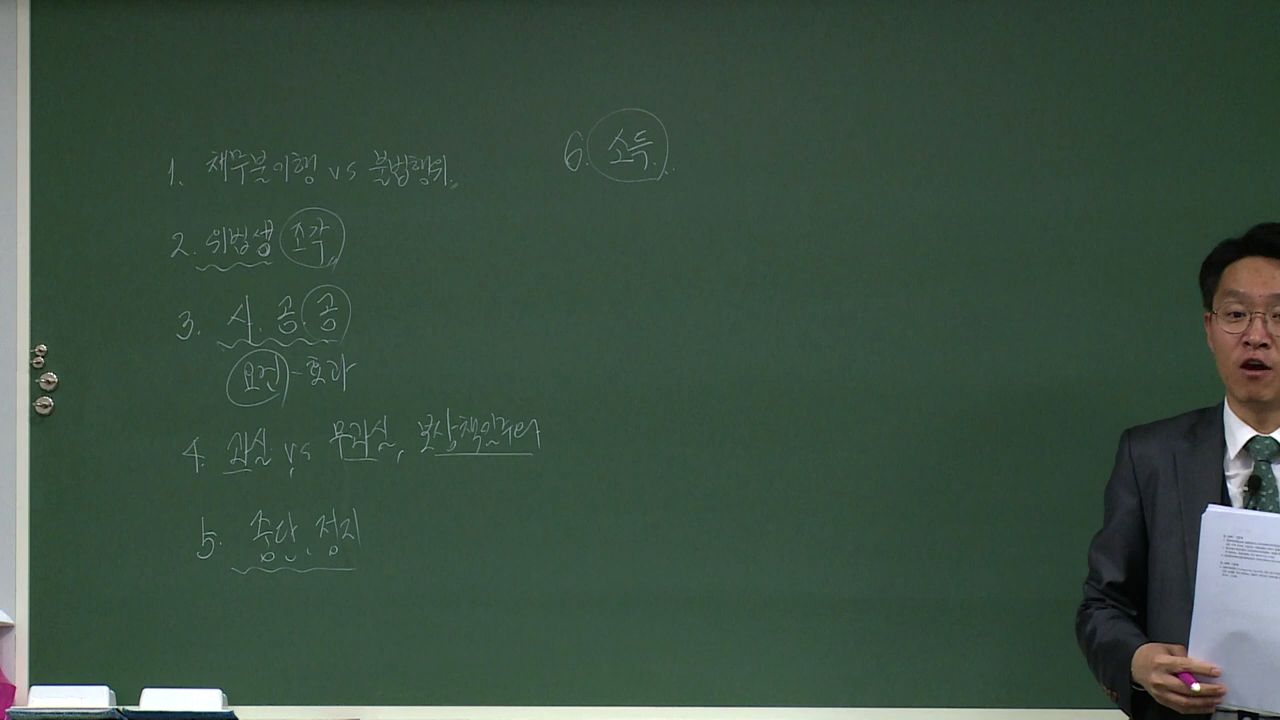 1. 채무불이행 vs 불법행위
2. 위법성 조각
3. 사. 공. 공
요건-효과
4. 과실 vs 무과실, 보상책임주의
5. 중단, 정지
6. 소득